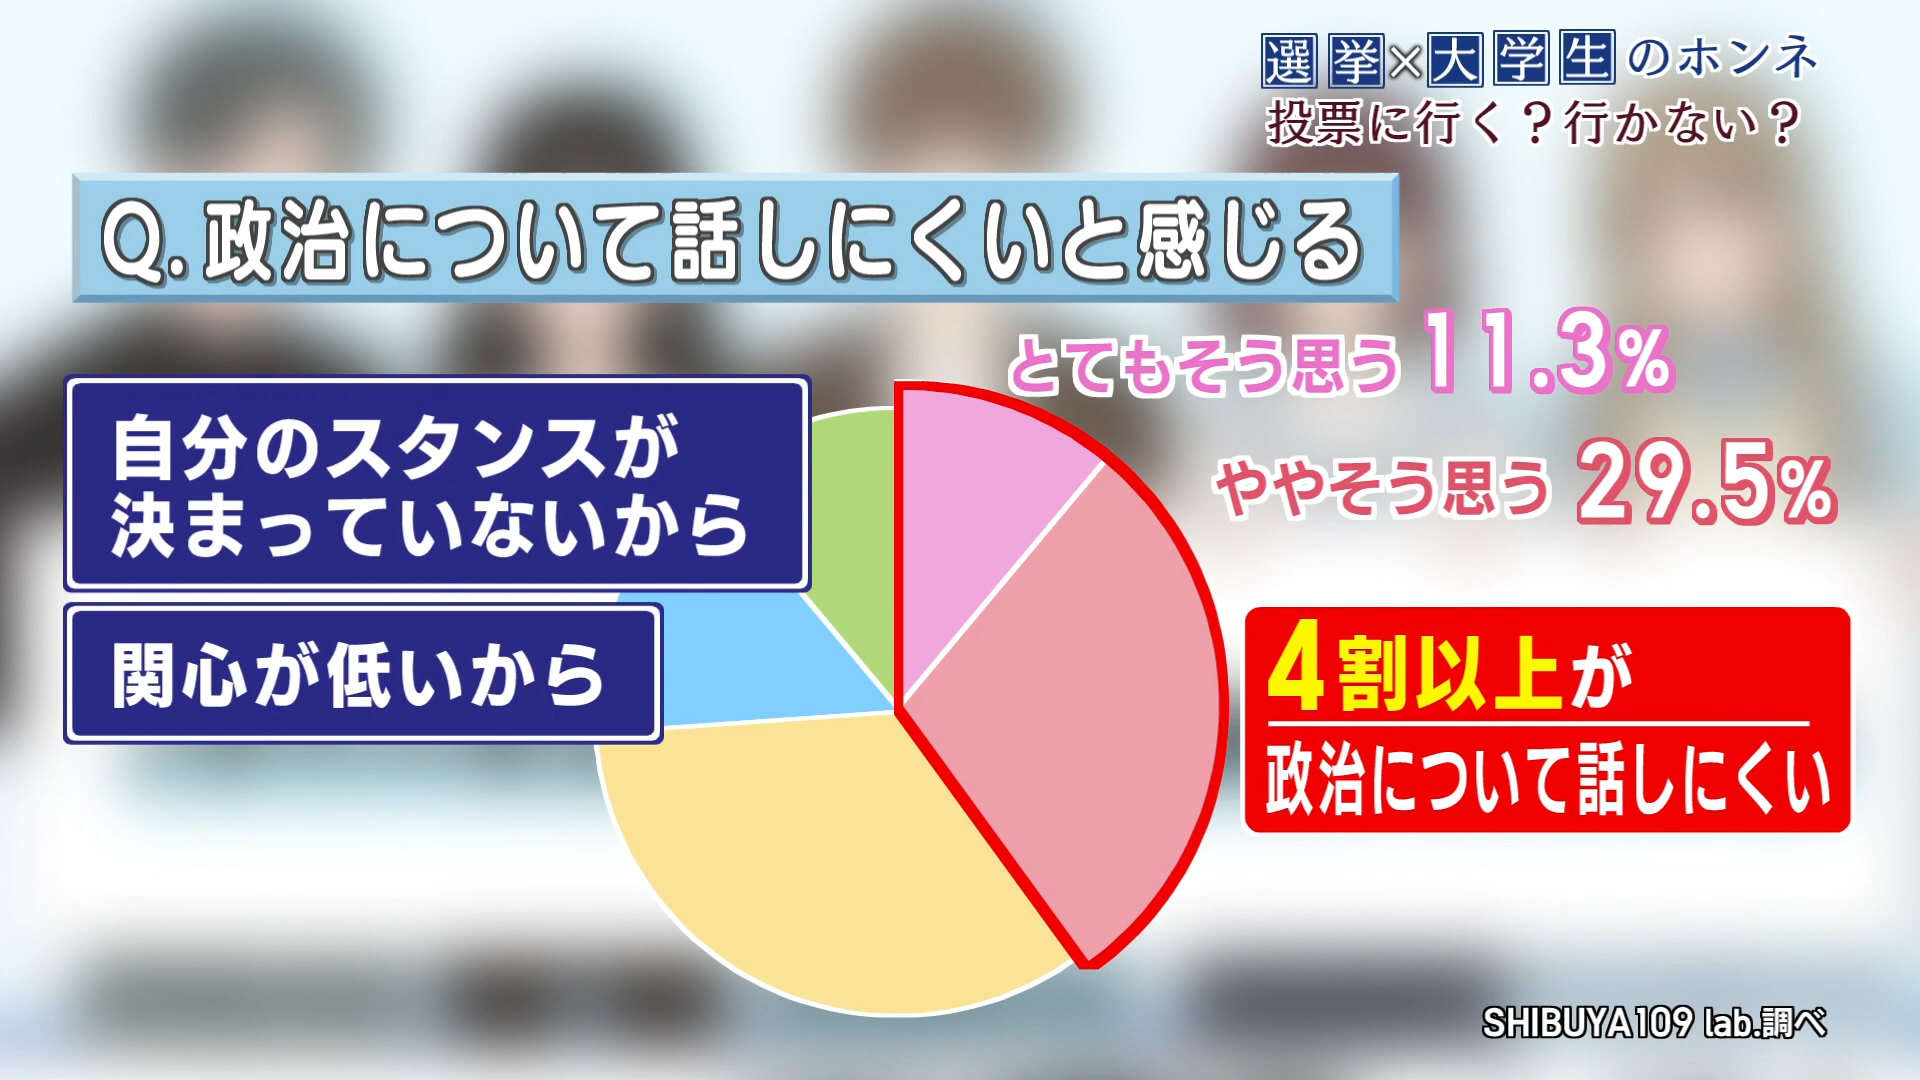 選挙×大学生のホンネ
投票に行く？行かない？
Q.政治について話しにくいと感じる
とてもそう思う 11.3%
ややそう思う 29.5%
自分のスタンスが
決まっていないから
関心が低いから
4割以上が
政治について話しにくい
SHIBUYA109 lab.調べ